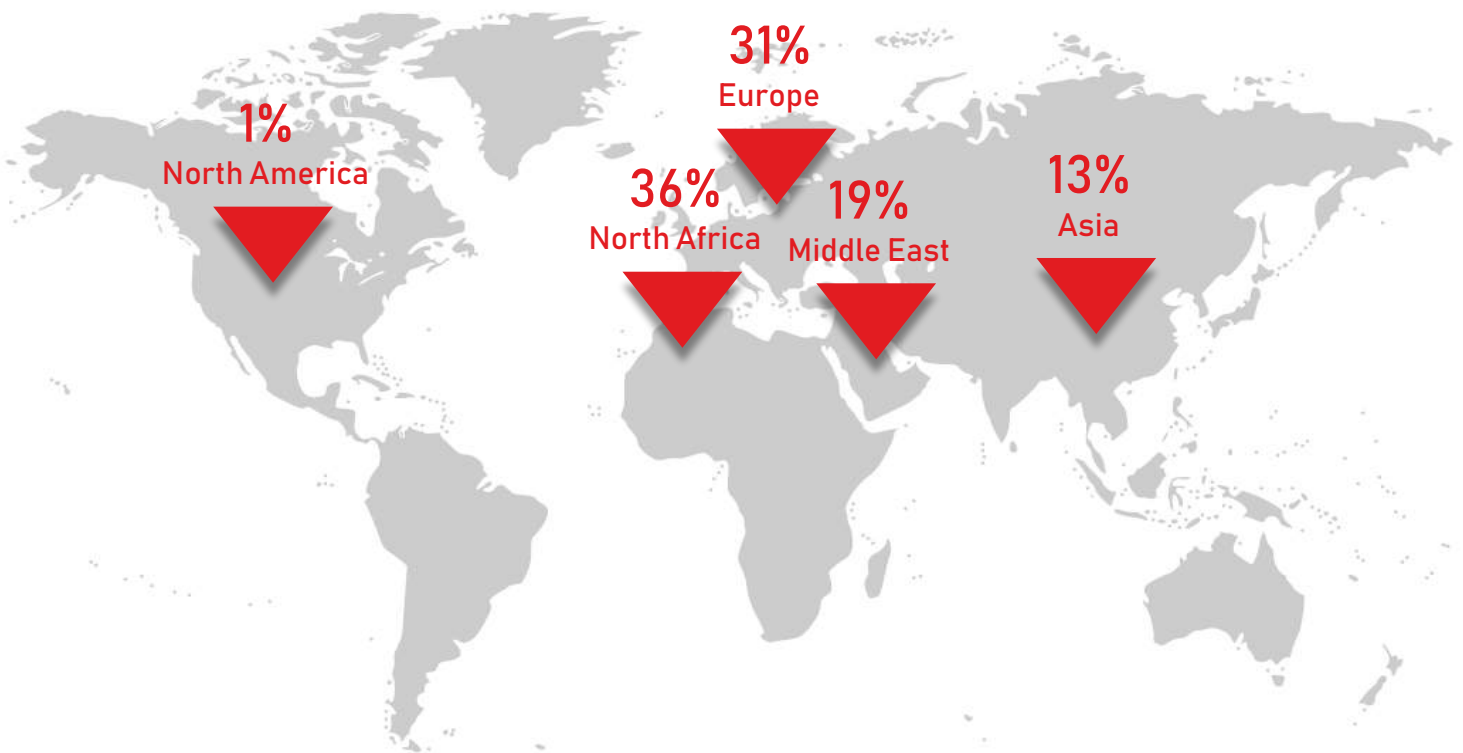 31%
Europe
1%
North America
36%
North Africa
19%
Middle East
13%
Asia